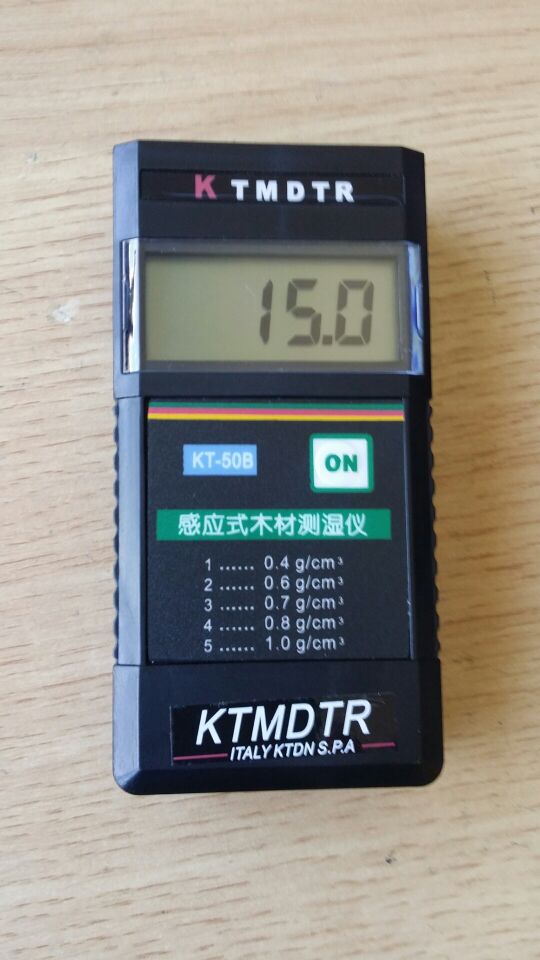 K TMDTR
15.0
KT-50B
ON
感应式木材测湿仪
1 ...... 0.4 g/cm³
2 ...... 0.6 g/cm³
3 ...... 0.7 g/cm³
4 ...... 0.8 g/cm³
5 ...... 1.0 g/cm³
KTMDTR
ITALY KTDN S.P.A